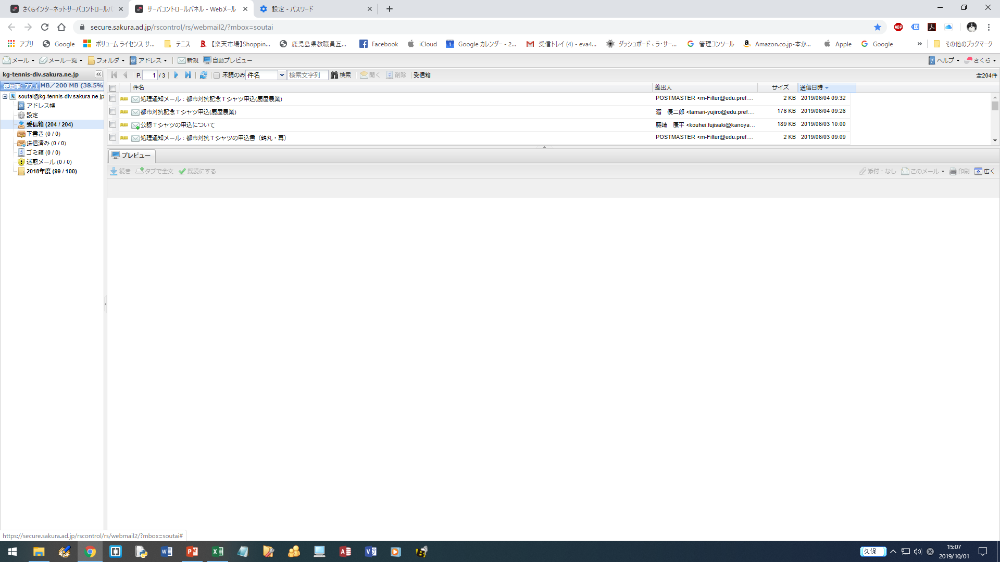 さくらインターネットサーバコントロールパ
サーバコントロールパネル - Webメール
設定 - パスワード
secure.sakura.ad.jp/rscontrol/rs/webmail2/?mbox=soutai
アプリ
Google
ボリューム ライセンス サ...
テニス
【楽天市場】Shoppin...
鹿児島県教職員互...
Facebook
iCloud
Google カレンダー - 2...
受信トレイ (4) - eva4...
ダッシュボード ‹ ラ・サー...
管理コンソール
Amazon.co.jp-本か...
Apple
Google
»
その他のブックマーク
メール
メール一覧
フォルダ
アドレス
新規
自動プレビュー
ヘルプ
さくら
kg-tennis-div.sakura.ne.jp
使用率: 77.1 MB／200 MB (38.5%
soutai@kg-tennis-div.sakura.ne.jp
アドレス帳
設定
受信箱 (204 / 204)
下書き (0 / 0)
送信済み (0 / 0)
ゴミ箱 (0 / 0)
迷惑メール (0 / 0)
2018年度 (99 / 100)
P. 1 / 3 未読のみ 件名 検索文字列 検索 開く 削除 受信箱 全204件
件名 差出人 サイズ 送信日時
NEW 処理通知メール：都市対抗記念Ｔシャツ申込(鹿屋農業) POSTMASTER <m-Filter@edu.pref.... 2 KB 2019/06/04 09:32
NEW 都市対抗記念Ｔシャツ申込(鹿屋農業) 溜　優二郎 <tamari-yujiro@edu.pref.... 176 KB 2019/06/04 09:26
NEW 公認Ｔシャツの申込について 藤﨑　康平 <kouhei.fujisaki@kanoya... 189 KB 2019/06/03 10:00
NEW 処理通知メール：都市対抗Ｔシャツの申込書（鶴丸・再） POSTMASTER <m-Filter@edu.pref.... 2 KB 2019/06/03 09:09
プレビュー
続き タブで全文 既読にする 添付：なし このメール 印刷 広く
https://secure.sakura.ad.jp/rscontrol/rs/webmail2/?mbox=soutai#
久保
15:07
2019/10/01